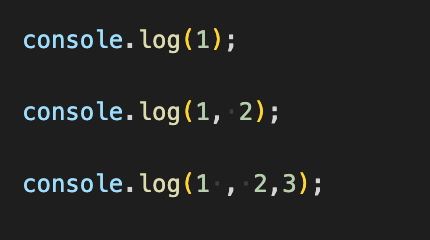 console.log(1);
console.log(1, 2);
console.log(1 , 2,3);